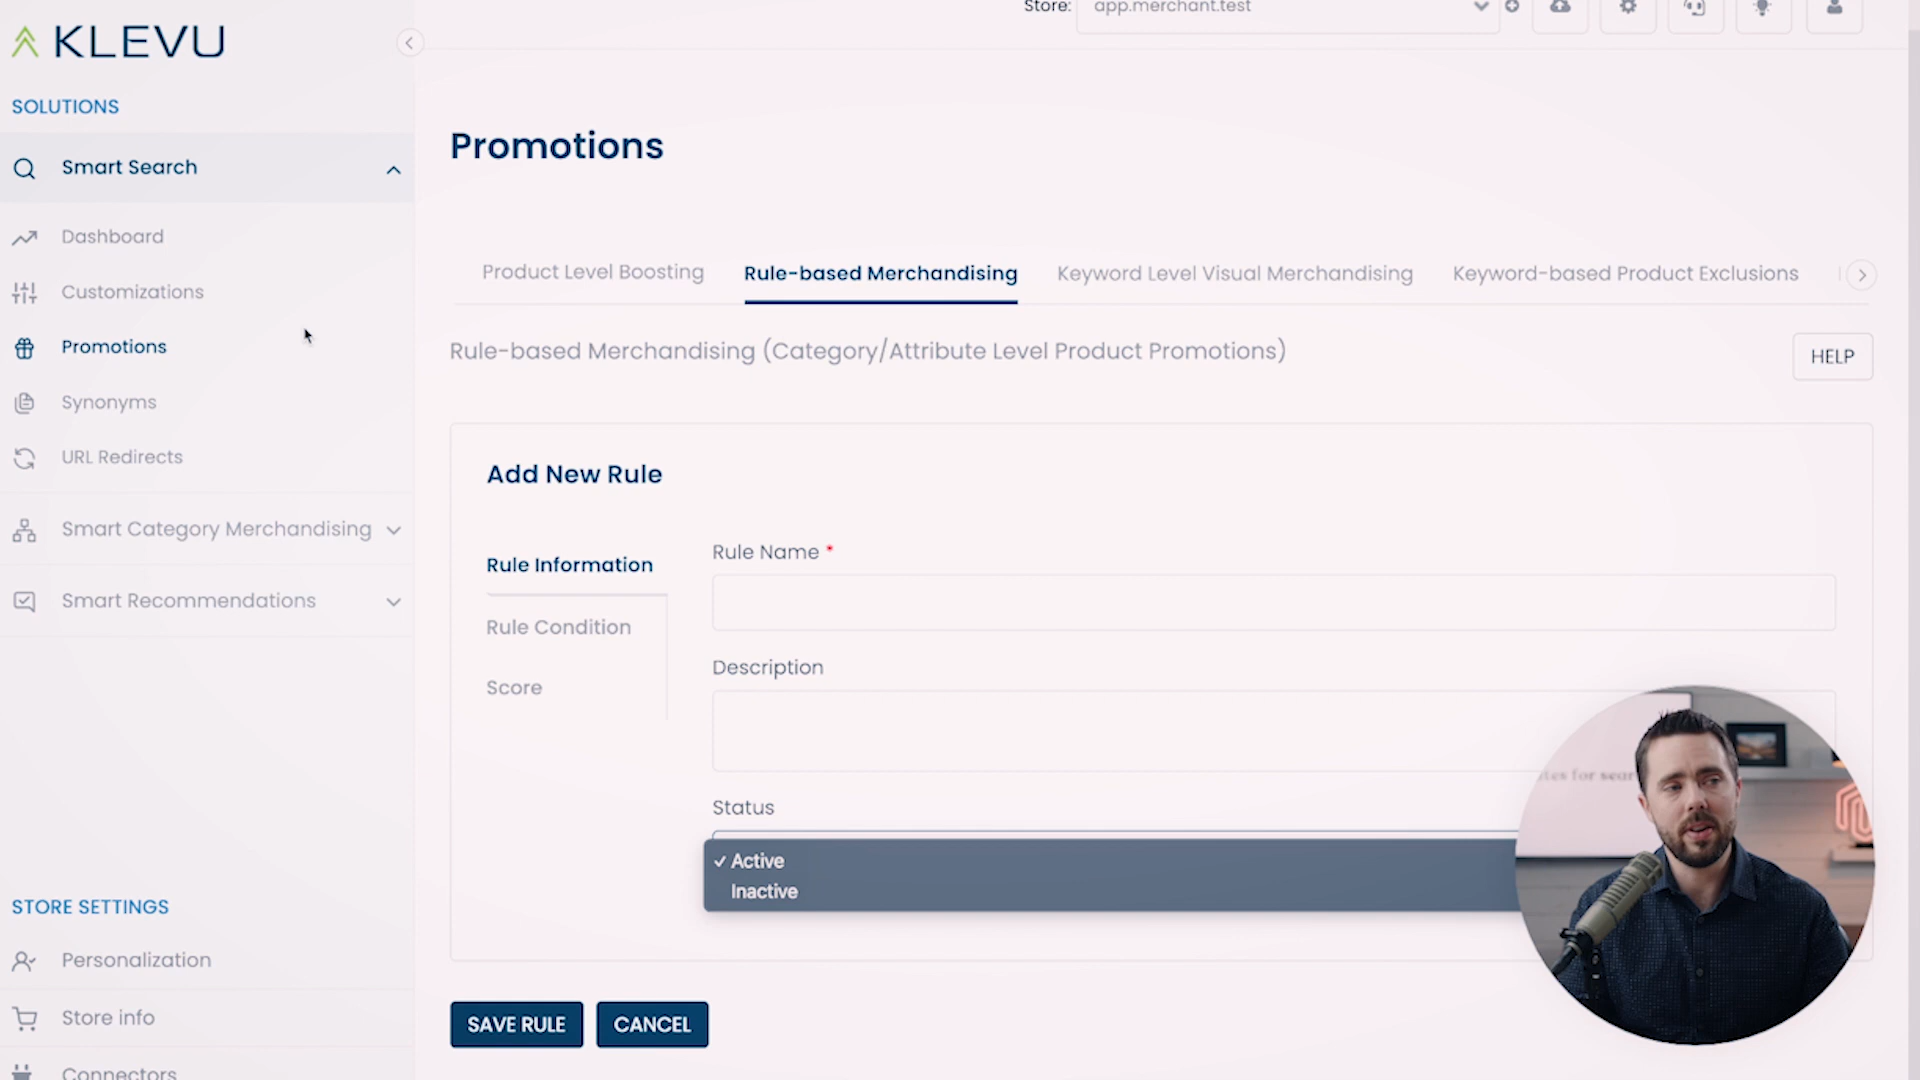 KLEVU
Store:
app.merchant.test
SOLUTIONS
Smart Search
Dashboard
Customizations
Promotions
Synonyms
URL Redirects
Smart Category Merchandising
Smart Recommendations
STORE SETTINGS
Personalization
Store info
Connectors
Promotions
Product Level Boosting
Rule-based Merchandising
Keyword Level Visual Merchandising
Keyword-based Product Exclusions
Rule-based Merchandising (Category/Attribute Level Product Promotions)
HELP
Add New Rule
Rule Information
Rule Condition
Score
Rule Name *
Description
Status
✓ Active
Inactive
SAVE RULE
CANCEL
for